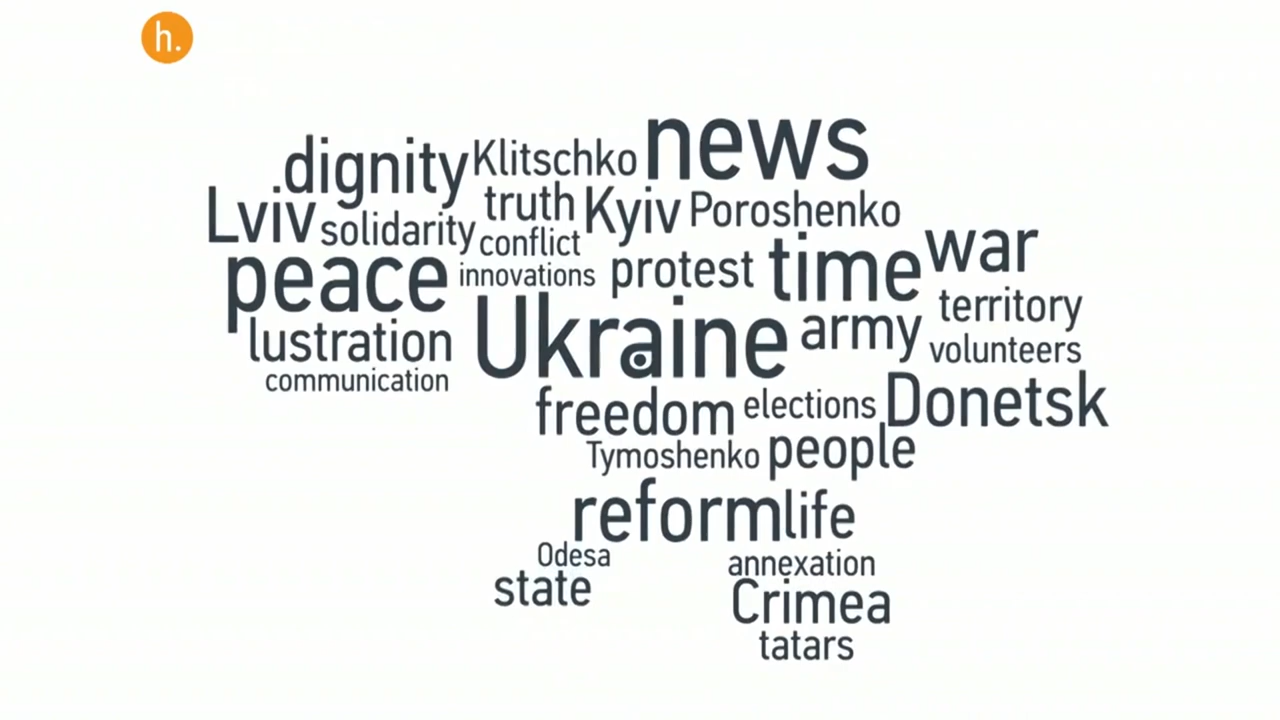 h.
news
.dignity Klitschko
Lviv solidarity truth Kyiv Poroshenko
conflict
peace innovations protest time war
territory
lustration Ukraine army volunteers
communication
freedom elections Donetsk
Tymoshenko people
reform life
Odesa annexation
state Crimea
tatars